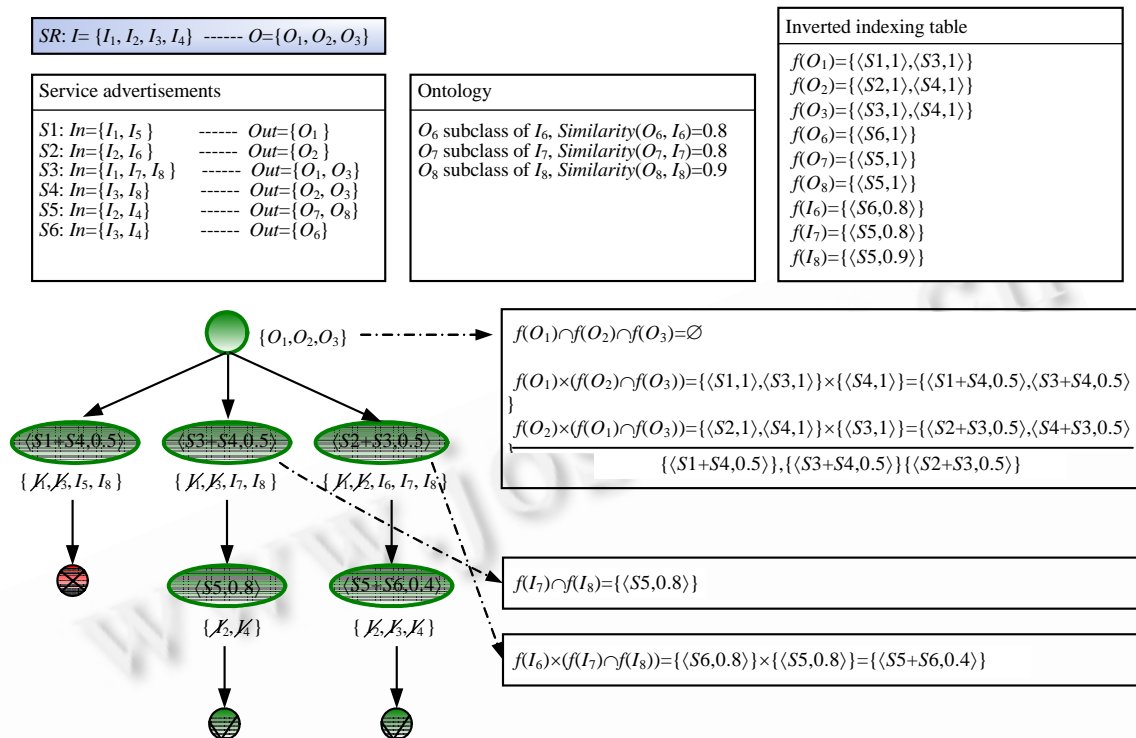 SR: I= {I1, I2, I3, I4} ------ O={O1, O2, O3}
Service advertisements
S1: In={I1, I5 } ------ Out={O1 }
S2: In={I2, I6} ------ Out={O2 }
S3: In={I1, I7, I8 } ------ Out={O1, O3}
S4: In={I3, I8} ------ Out={O2, O3}
S5: In={I2, I4} ------ Out={O7, O8}
S6: In={I3, I4} ------ Out={O6}
Ontology
O6 subclass of I6, Similarity(O6, I6)=0.8
O7 subclass of I7, Similarity(O7, I7)=0.8
O8 subclass of I8, Similarity(O8, I8)=0.9
Inverted indexing table
f(O1)={⟨S1,1⟩,⟨S3,1⟩}
f(O2)={⟨S2,1⟩,⟨S4,1⟩}
f(O3)={⟨S3,1⟩,⟨S4,1⟩}
f(O6)={⟨S6,1⟩}
f(O7)={⟨S5,1⟩}
f(O8)={⟨S5,1⟩}
f(I6)={⟨S6,0.8⟩}
f(I7)={⟨S5,0.8⟩}
f(I8)={⟨S5,0.9⟩}
{O1,O2,O3}
⟨S1+S4,0.5⟩
⟨S3+S4,0.5⟩
⟨S2+S3,0.5⟩
{ I1,I3,I5, I8 }
{ I1,I3, I7, I8 }
{ I1,I2, I6, I7, I8 }
⟨S5,0.8⟩
⟨S5+S6,0.4⟩
{ I2,I4}
{ I2,I3,I4}
f(O1)∩f(O2)∩f(O3)=∅
f(O1)×(f(O2)∩f(O3))={⟨S1,1⟩,⟨S3,1⟩}×{⟨S4,1⟩}={⟨S1+S4,0.5⟩,⟨S3+S4,0.5⟩
}
f(O2)×(f(O1)∩f(O3))={⟨S2,1⟩,⟨S4,1⟩}×{⟨S3,1⟩}={⟨S2+S3,0.5⟩,⟨S4+S3,0.5⟩
}
{⟨S1+S4,0.5⟩},{⟨S3+S4,0.5⟩}{⟨S2+S3,0.5⟩}
f(I7)∩f(I8)={⟨S5,0.8⟩}
f(I6)×(f(I7)∩f(I8))={⟨S6,0.8⟩}×{⟨S5,0.8⟩}={⟨S5+S6,0.4⟩}